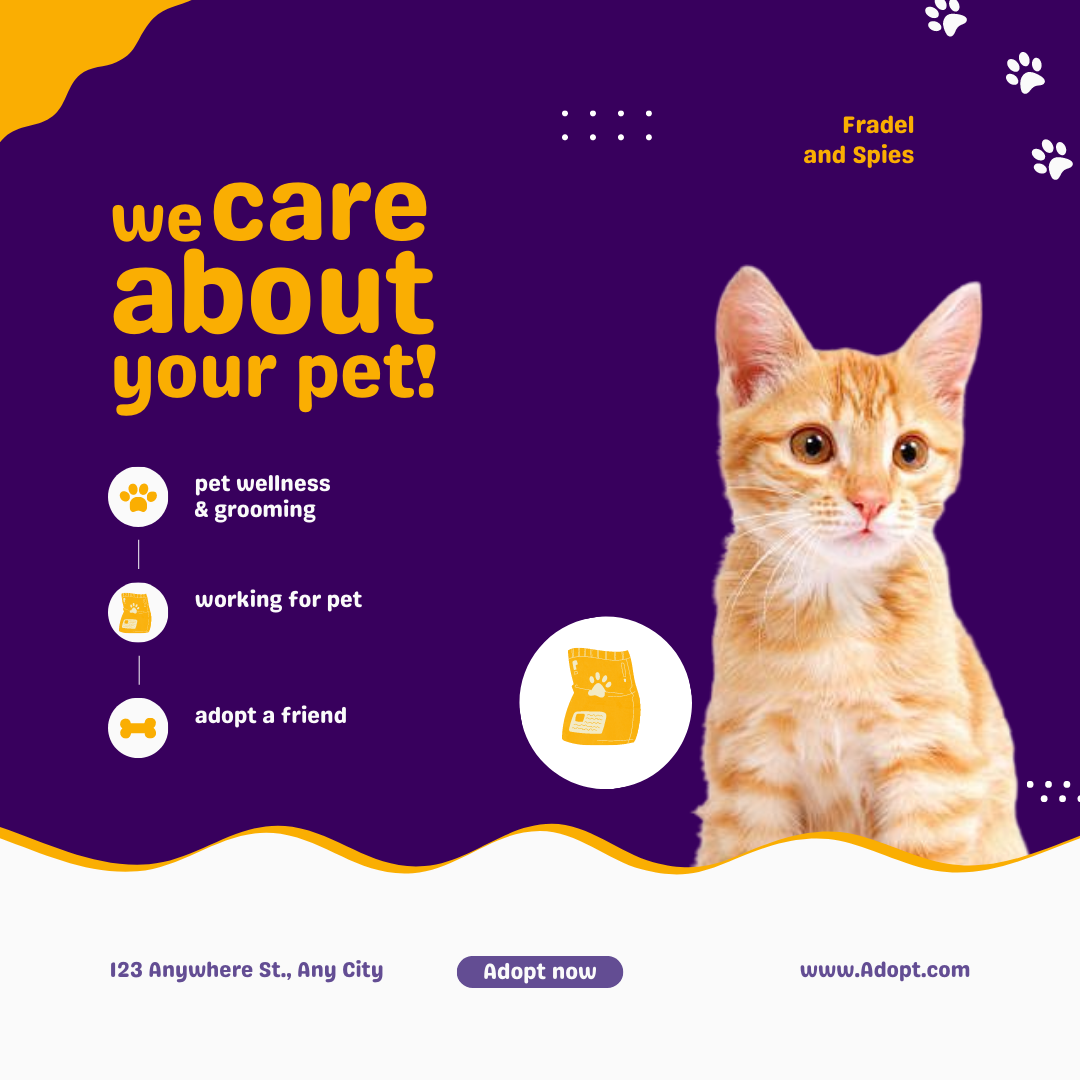 Fradel
and Spies
we care
about
your pet!
pet wellness
& grooming
working for pet
adopt a friend
123 Anywhere St., Any City
Adopt now
www.Adopt.com